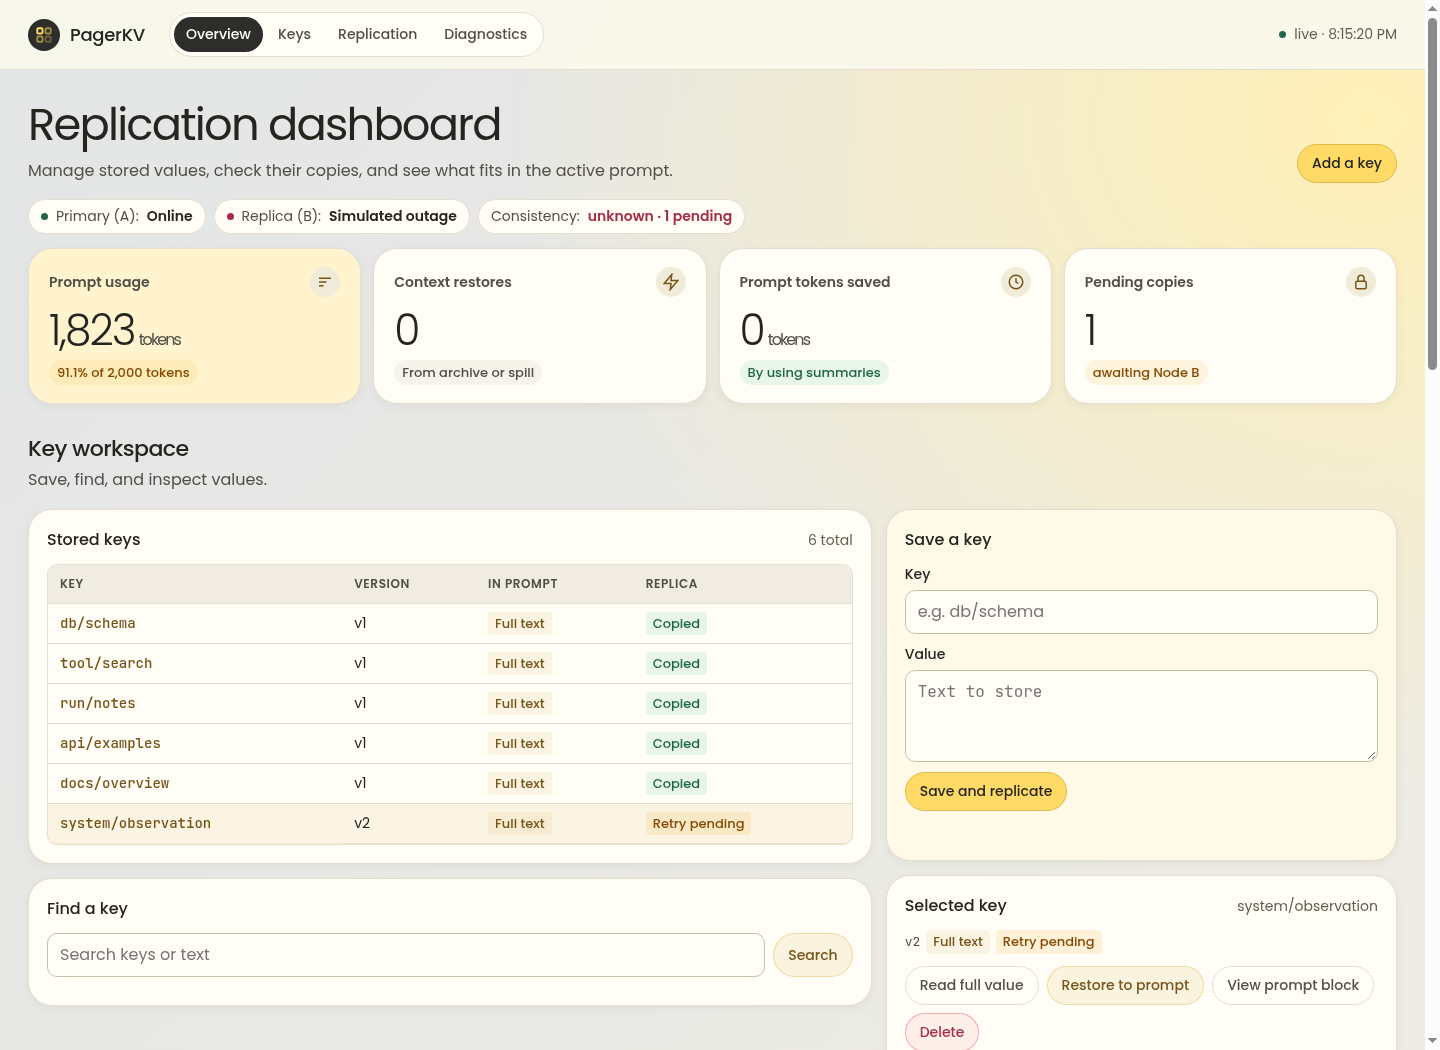 PagerKV
Overview Keys Replication Diagnostics
live · 8:15:20 PM
Replication dashboard
Manage stored values, check their copies, and see what fits in the active prompt.
Add a key
Primary (A): Online
Replica (B): Simulated outage
Consistency: unknown · 1 pending
Prompt usage
1,823 tokens
91.1% of 2,000 tokens
Context restores
0
From archive or spill
Prompt tokens saved
0 tokens
By using summaries
Pending copies
1
awaiting Node B
Key workspace
Save, find, and inspect values.
Stored keys 6 total
KEY VERSION IN PROMPT REPLICA
db/schema v1 Full text Copied
tool/search v1 Full text Copied
run/notes v1 Full text Copied
api/examples v1 Full text Copied
docs/overview v1 Full text Copied
system/observation v2 Full text Retry pending
Find a key
Search keys or text Search
Save a key
Key
e.g. db/schema
Value
Text to store
Save and replicate
Selected key system/observation
v2 Full text Retry pending
Read full value Restore to prompt View prompt block
Delete